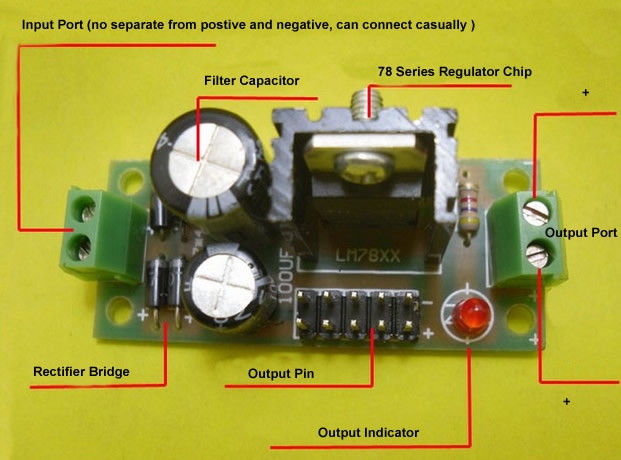 Input Port (no separate from postive and negative, can connect casually )
78 Series Regulator Chip
Filter Capacitor
+
Output Port
LM78XX
100UF
-
+
+
+
+
Rectifier Bridge
Output Pin
+
Output Indicator